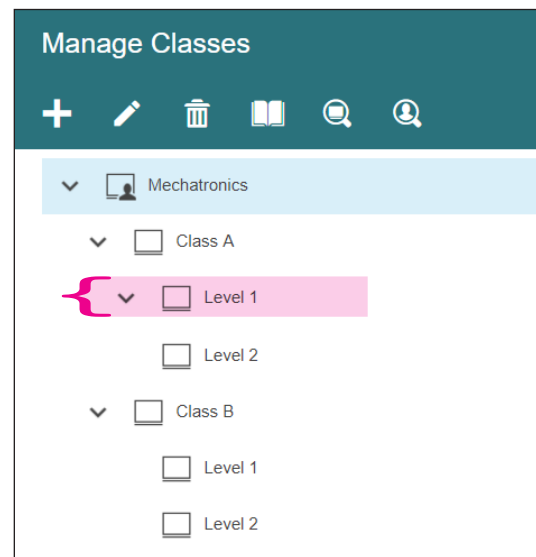 Manage Classes
Mechatronics
Class A
Level 1
Level 2
Class B
Level 1
Level 2